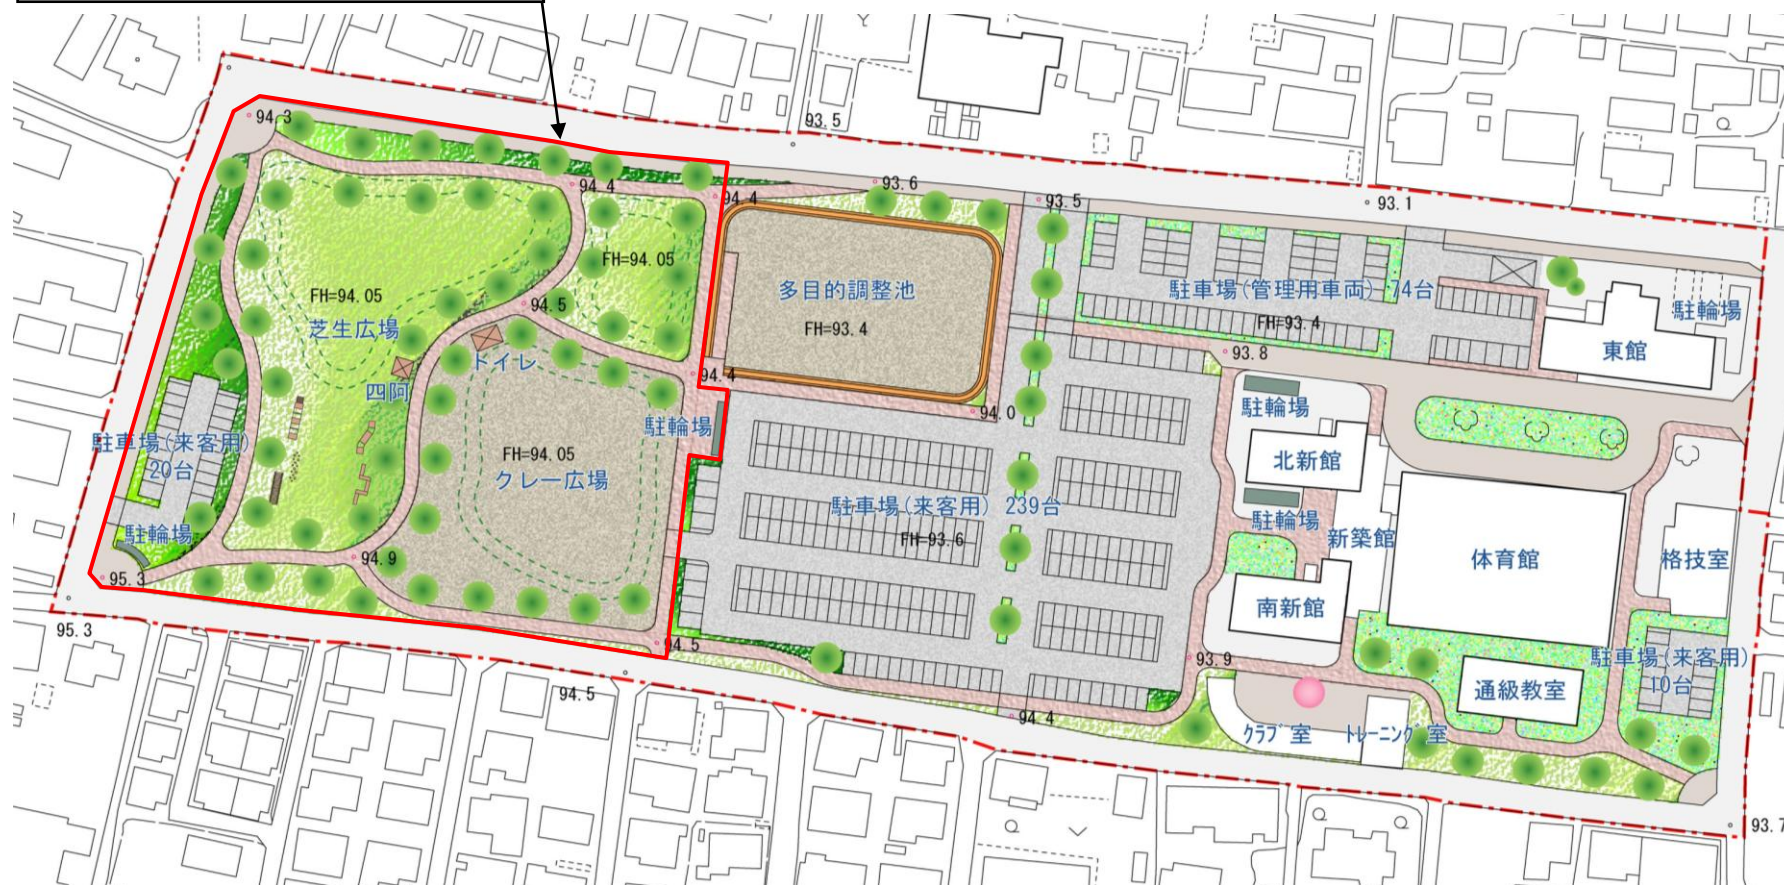 93.5
94.3
94.4
94.4
93.6
93.5
93.1
FH=94.05
FH=94.05
芝生広場
94.5
多目的調整池
FH=93.4
駐車場(管理用車両) 74台
FH=93.4
駐輪場
東館
93.8
トイレ
四阿
94.4
94.0
駐輪場
駐輪場
駐車場(来客用)
20台
FH=94.05
クレー広場
北新館
駐車場(来客用) 239台
FH=93.6
駐輪場
新築館
体育館
格技室
駐輪場
94.9
95.3
南新館
95.3
94.5
94.5
93.9
94.4
駐車場(来客用)
10台
通級教室
クラブ室
トレーニング室
93.7